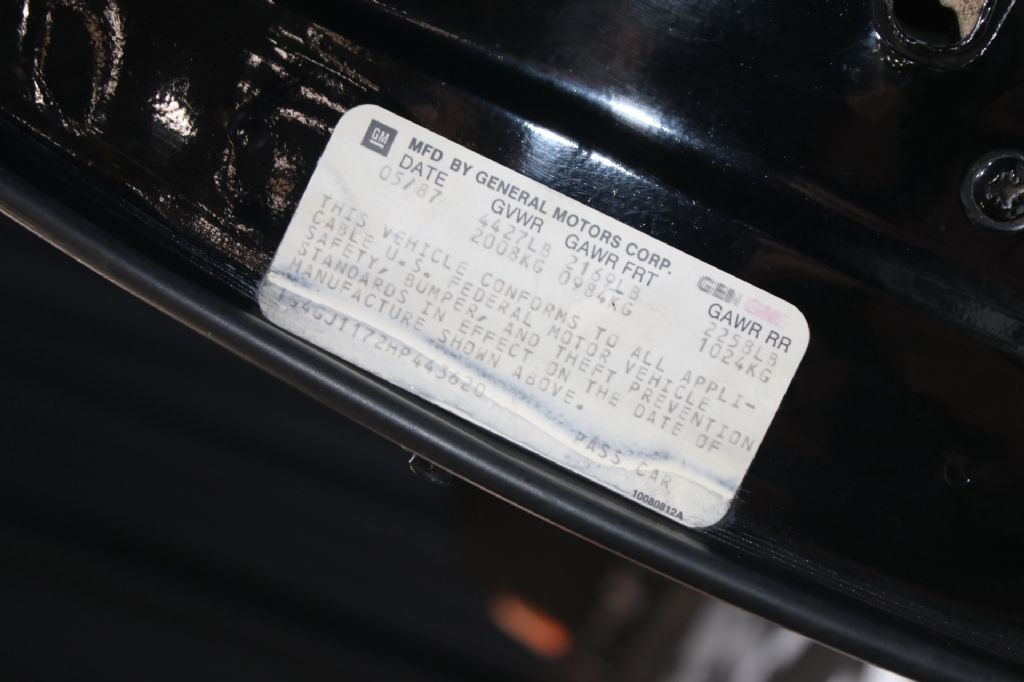 GM MFD BY GENERAL MOTORS CORP.
DATE GVWR GAWR FRT GAWR RR
05/87 4427LB 2169LB 2258LB
2008KG 0984KG 1024KG
THIS VEHICLE CONFORMS TO ALL APPLI-
CABLE U.S. FEDERAL MOTOR VEHICLE
SAFETY, BUMPER, AND THEFT PREVENTION
STANDARDS IN EFFECT ON THE DATE OF
MANUFACTURE SHOWN ABOVE.
1G4GJ1172HP443620 PASS CAR
10080812A